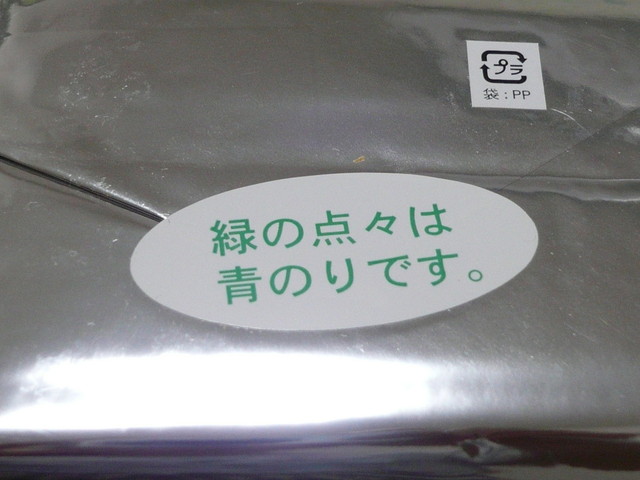 プラ
袋:PP
緑の点々は
青のりです。